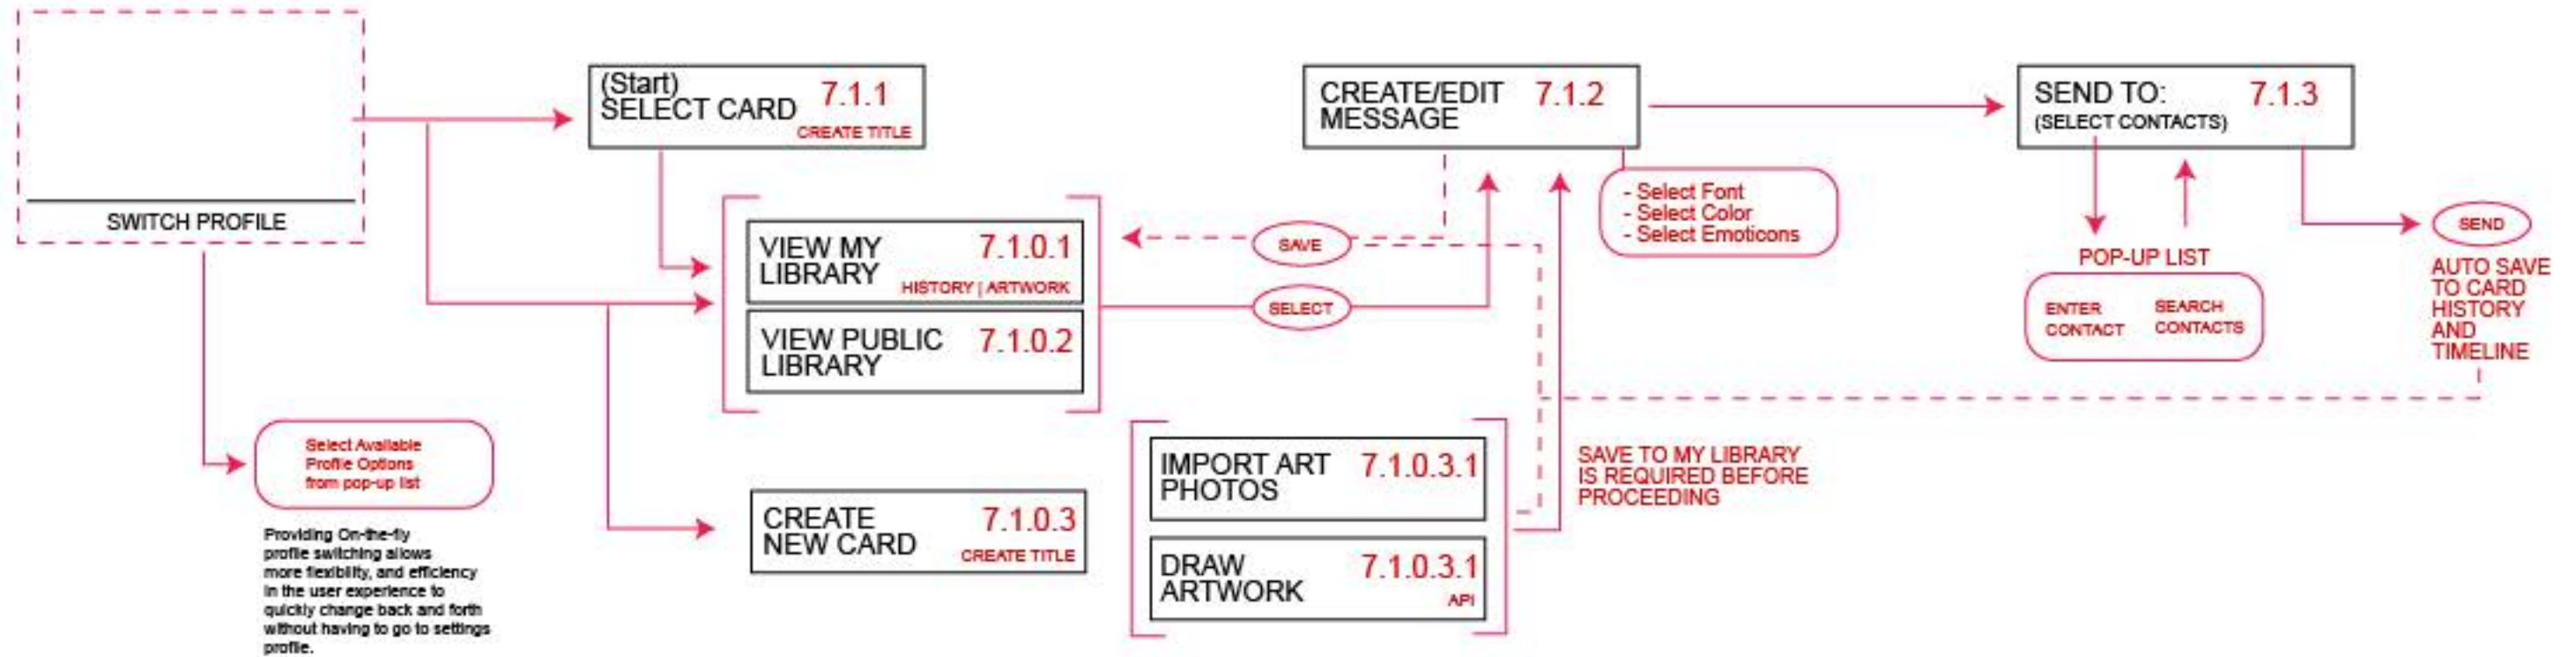 SWITCH PROFILE
Select Available
Profile Options
from pop-up list
Providing On-the-fly
profile switching allows
more flexibility, and efficiency
in the user experience to
quickly change back and forth
without having to go to settings
profile.
(Start)
SELECT CARD 7.1.1
CREATE TITLE
VIEW MY
LIBRARY 7.1.0.1
HISTORY | ARTWORK
VIEW PUBLIC
LIBRARY 7.1.0.2
CREATE
NEW CARD 7.1.0.3
CREATE TITLE
SAVE
SELECT
IMPORT ART
PHOTOS 7.1.0.3.1
DRAW
ARTWORK 7.1.0.3.1
API
CREATE/EDIT
MESSAGE 7.1.2
- Select Font
- Select Color
- Select Emoticons
SAVE TO MY LIBRARY
IS REQUIRED BEFORE
PROCEEDING
SEND TO: 7.1.3
(SELECT CONTACTS)
POP-UP LIST
ENTER
CONTACT
SEARCH
CONTACTS
SEND
AUTO SAVE
TO CARD
HISTORY
AND
TIMELINE